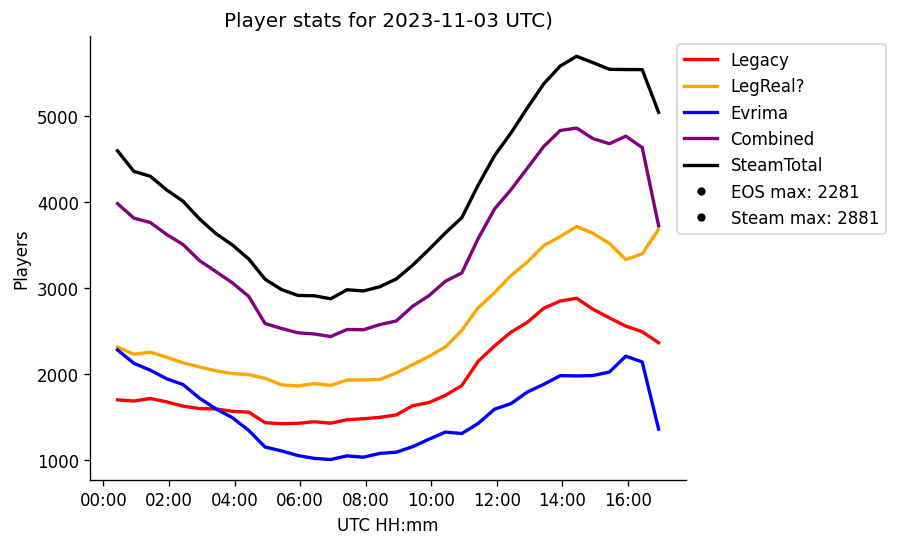 Player stats for 2023-11-03 UTC)
Legacy
LegReal?
Evrima
Combined
SteamTotal
EOS max: 2281
Steam max: 2881
Players
5000
4000
3000
2000
1000
00:00 02:00 04:00 06:00 08:00 10:00 12:00 14:00 16:00
UTC HH:mm